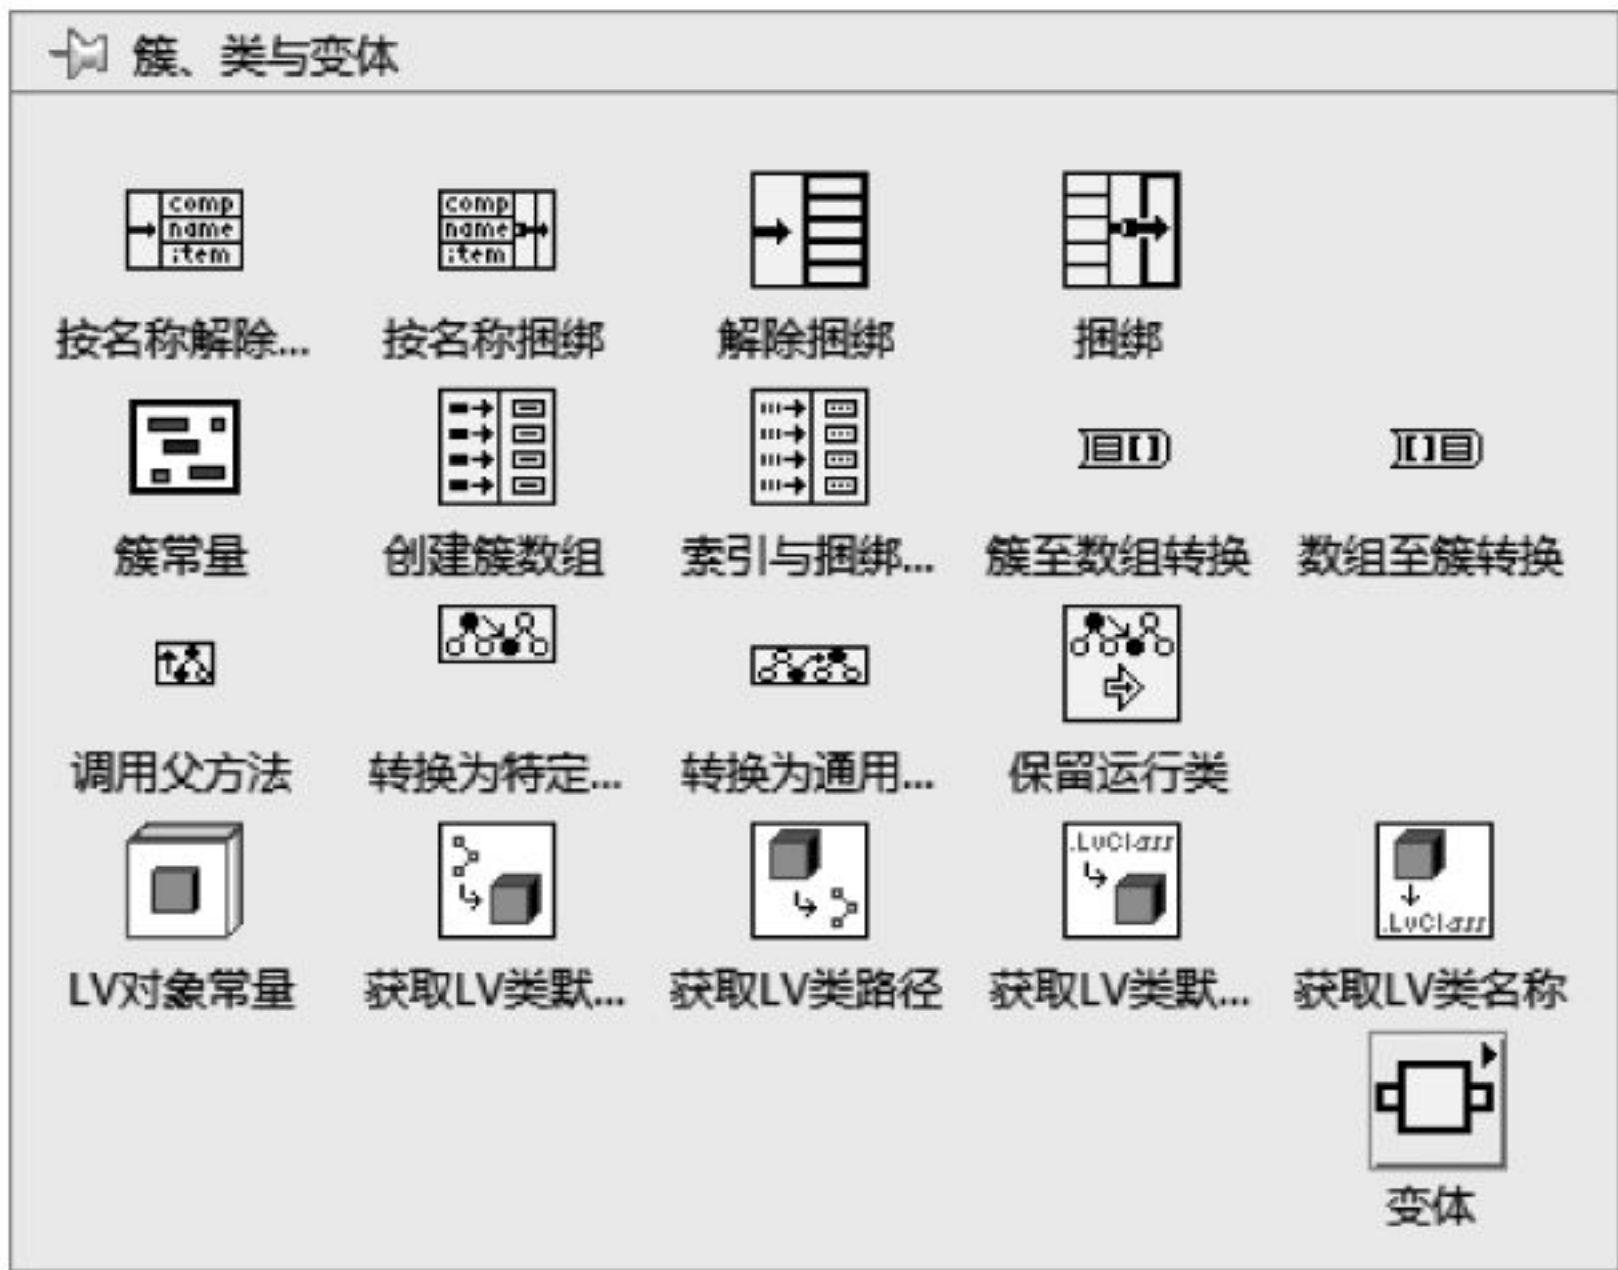 簇、类与变体
comp comp
name name
item item
按名称解除... 按名称捆绑 解除捆绑 捆绑
簇常量 创建簇数组 索引与捆绑... 簇至数组转换 数组至簇转换
调用父方法 转换为特定... 转换为通用... 保留运行类
.LvClass
.LvClass
LV对象常量 获取LV类默... 获取LV类路径 获取LV类默... 获取LV类名称
变体